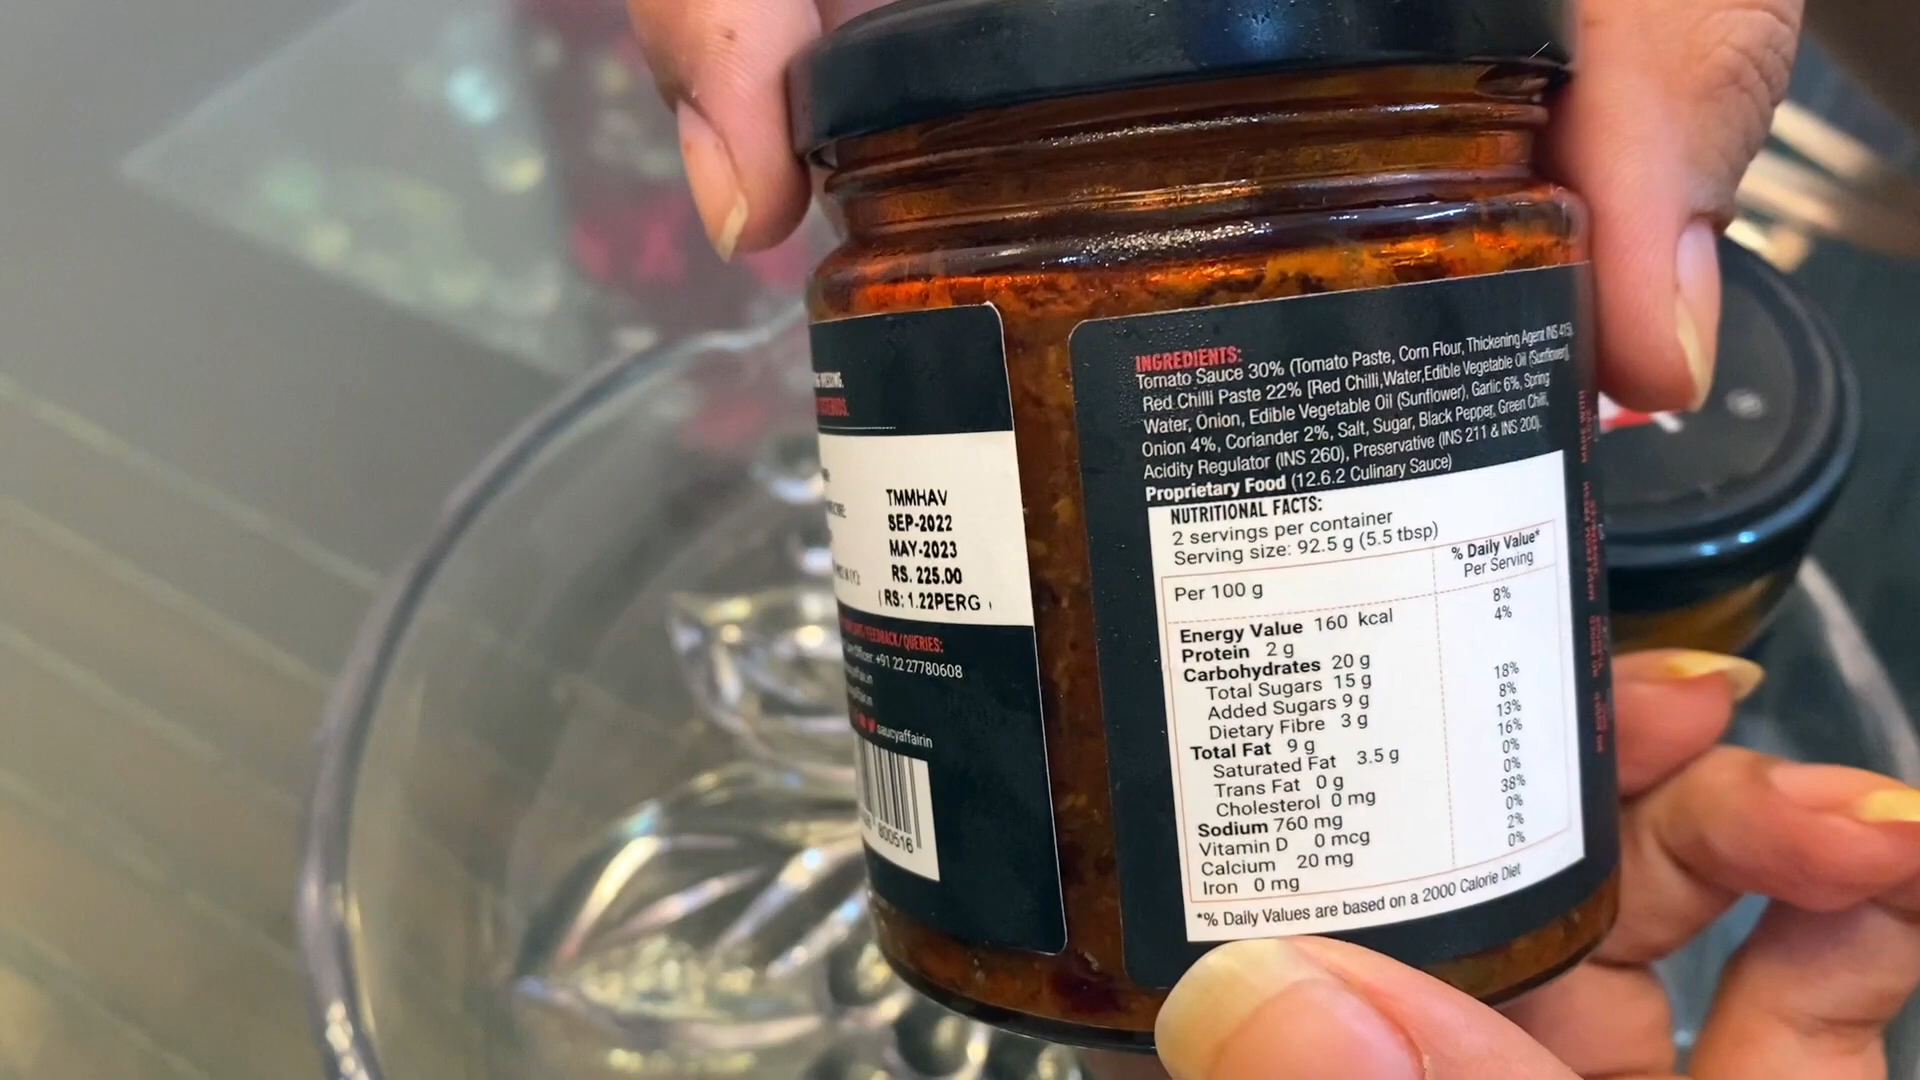 TMMHAV
SEP-2022
MAY-2023
RS. 225.00
(RS: 1.22PERG
FEEDBACK/QUERIES:
Officer: +91 22 27780608
saucyaffairin
800516
INGREDIENTS:
Tomato Sauce 30% (Tomato Paste, Corn Flour, Thickening Agent INS 415),
Red Chilli Paste 22% [Red Chilli,Water,Edible Vegetable Oil (Sunflower)],
Water, Onion, Edible Vegetable Oil (Sunflower), Garlic 6%, Spring
Onion 4%, Coriander 2%, Salt, Sugar, Black Pepper, Green Chilli,
Acidity Regulator (INS 260), Preservative (INS 211 & INS 200).
Proprietary Food (12.6.2 Culinary Sauce)
NUTRITIONAL FACTS:
2 servings per container
Serving size: 92.5 g (5.5 tbsp)
Per 100 g
% Daily Value*
Per Serving
Energy Value 160 kcal 8%
Protein 2 g 4%
Carbohydrates 20 g
Total Sugars 15 g
Added Sugars 9 g 18%
Dietary Fibre 3 g 8%
Total Fat 9 g 13%
Saturated Fat 3.5 g 16%
Trans Fat 0 g 0%
Cholesterol 0 mg 0%
Sodium 760 mg 38%
Vitamin D 0 mcg 0%
Calcium 20 mg 2%
Iron 0 mg 0%
*% Daily Values are based on a 2000 Calorie Diet